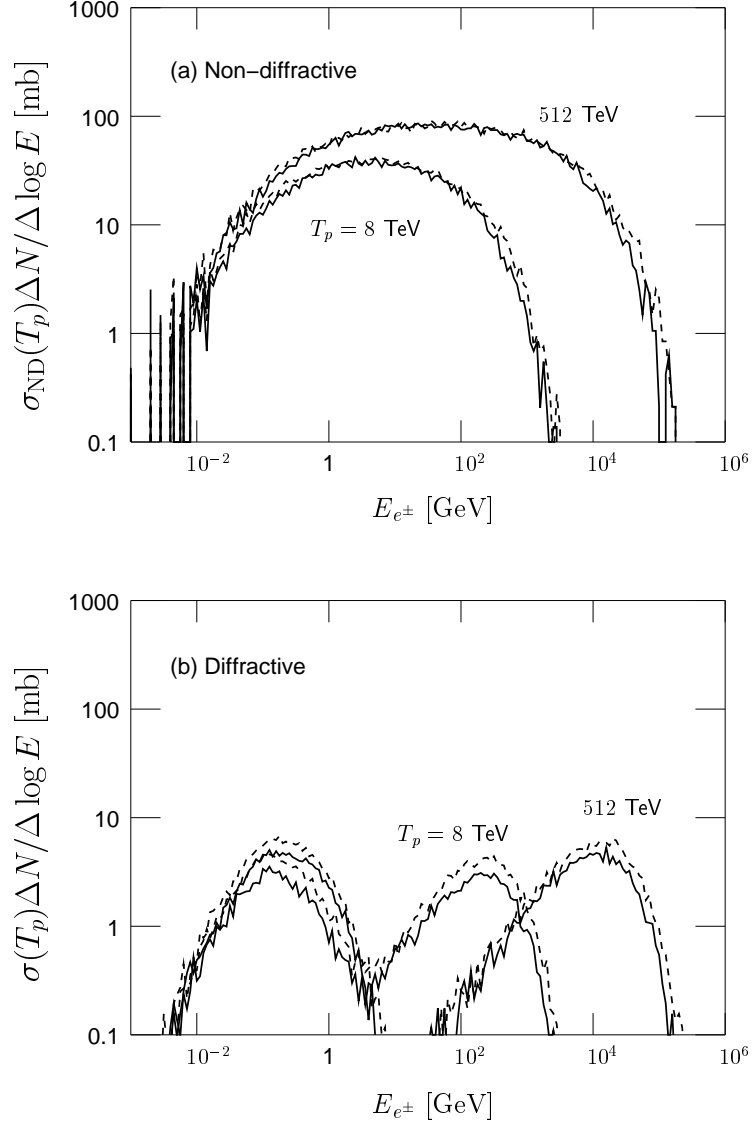 1000
(a) Non−diffractive
512 TeV
100
10
T_p = 8 TeV
1
0.1
σ_ND(T_p)ΔN/Δ log E [mb]
10^−2
1
10^2
10^4
10^6
E_e± [GeV]
1000
(b) Diffractive
100
512 TeV
10
T_p = 8 TeV
1
0.1
σ(T_p)ΔN/Δ log E [mb]
10^−2
1
10^2
10^4
10^6
E_e± [GeV]